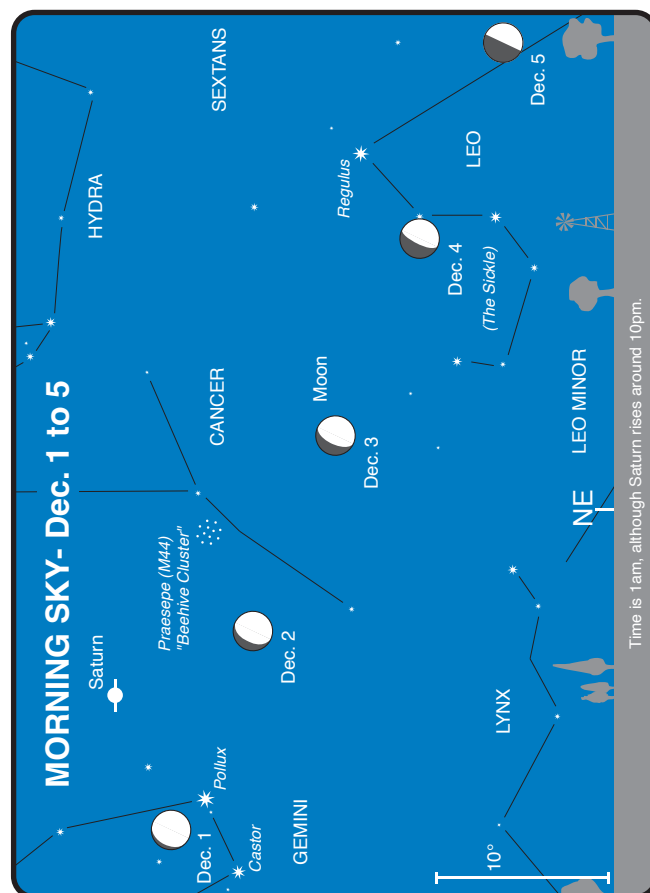 MORNING SKY- Dec. 1 to 5
HYDRA
SEXTANS
Saturn
Praesepe (M44)
"Beehive Cluster"
CANCER
Regulus
Pollux
Dec. 1
Castor
GEMINI
Dec. 2
Moon
Dec. 3
Dec. 4
(The Sickle)
LEO
Dec. 5
10°
LYNX
NE
LEO MINOR
Time is 1am, although Saturn rises around 10pm.